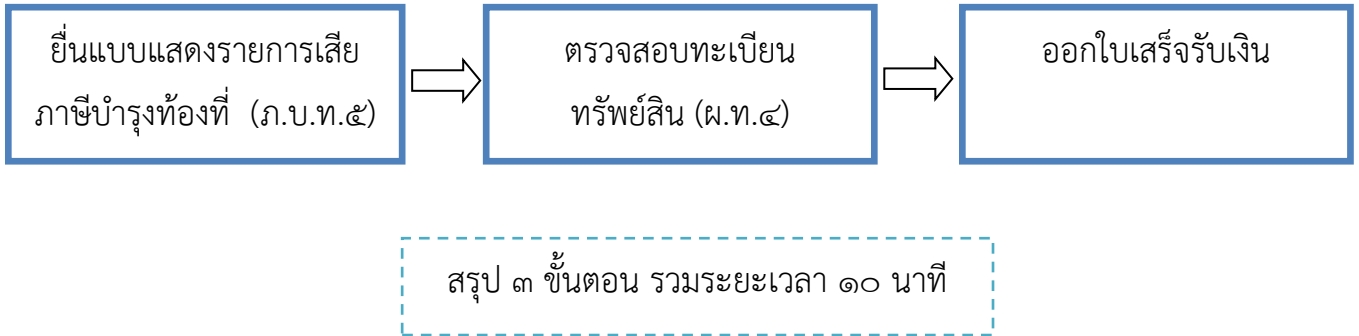 ยื่นแบบแสดงรายการเสีย
ภาษีบำรุงท้องที่ (ภ.บ.ท.๕)
ตรวจสอบทะเบียน
ทรัพย์สิน (ผ.ท.๔)
ออกใบเสร็จรับเงิน
สรุป ๓ ขั้นตอน รวมระยะเวลา ๑๐ นาที